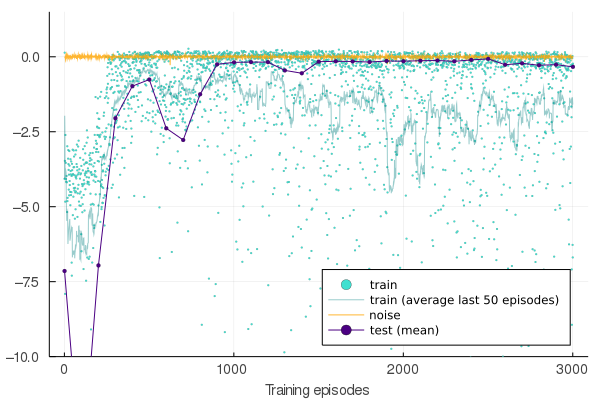 0.0
−2.5
−5.0
−7.5
−10.0
0
1000
2000
3000
Training episodes
train
train (average last 50 episodes)
noise
test (mean)